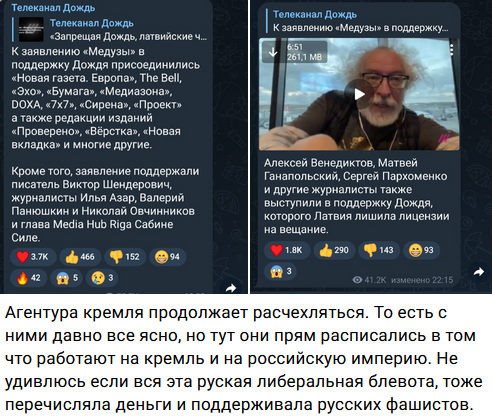 Телеканал Дождь
Телеканал Дождь
«Запрещая Дождь, латвийские ч...
К заявлению «Медузы» в
поддержку Дождя присоединились
«Новая газета. Европа», The Bell,
«Эхо», «Бумага», «Медиазона»,
DOXA, «7x7», «Сирена», «Проект»
а также редакции изданий
«Проверено», «Вёрстка», «Новая
вкладка» и многие другие.
Кроме того, заявление поддержали
писатель Виктор Шендерович,
журналисты Илья Азар, Валерий
Панюшкин и Николай Овчинников
и глава Media Hub Riga Сабине
Силе.
3.7K 466 152 94
42 5 3
Телеканал Дождь
К заявлению «Медузы» в поддержку...
6:51
261,1 MB
Алексей Венедиктов, Матвей
Ганапольский, Сергей Пархоменко
и другие журналисты также
выступили в поддержку Дождя,
которого Латвия лишила лицензии
на вещание.
1.8K 290 143 93
3
41.2K изменено 22:15
Агентура кремля продолжает расчехляться. То есть с
ними давно все ясно, но тут они прям расписались в том
что работают на кремль и на российскую империю. Не
удивлюсь если вся эта руская либеральная блевота, тоже
перечисляла деньги и поддерживала русских фашистов.